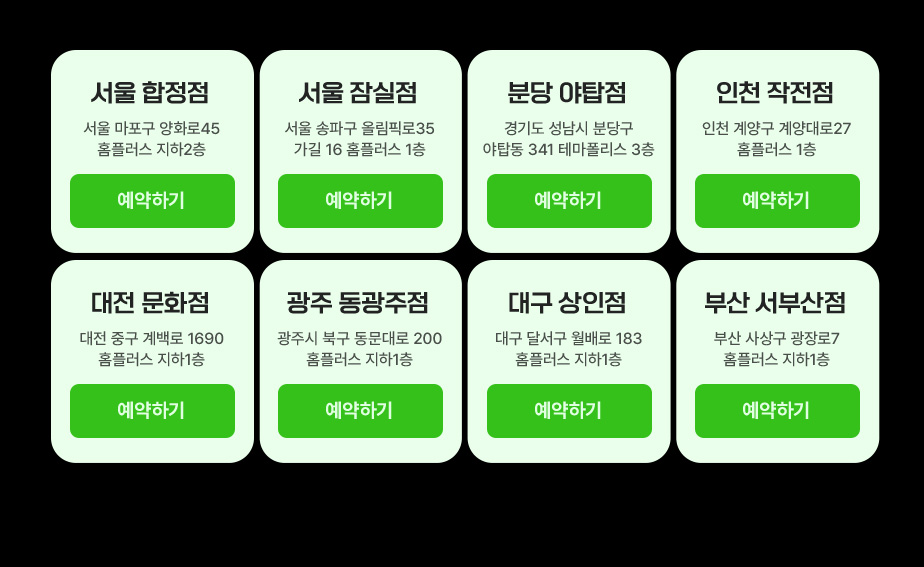 서울 합정점
서울 마포구 양화로45
홈플러스 지하2층
예약하기
서울 잠실점
서울 송파구 올림픽로35
가길 16 홈플러스 1층
예약하기
분당 야탑점
경기도 성남시 분당구
야탑동 341 테마폴리스 3층
예약하기
인천 작전점
인천 계양구 계양대로27
홈플러스 1층
예약하기
대전 문화점
대전 중구 계백로 1690
홈플러스 지하1층
예약하기
광주 동광주점
광주시 북구 동문대로 200
홈플러스 지하1층
예약하기
대구 상인점
대구 달서구 월배로 183
홈플러스 지하1층
예약하기
부산 서부산점
부산 사상구 광장로7
홈플러스 지하1층
예약하기